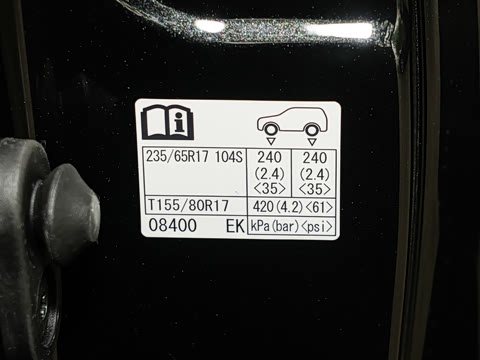 235/65R17 104S 240 240
(2.4) (2.4)
<35> <35>
T155/80R17 420(4.2)<61>
08400 EK kPa(bar)<psi>